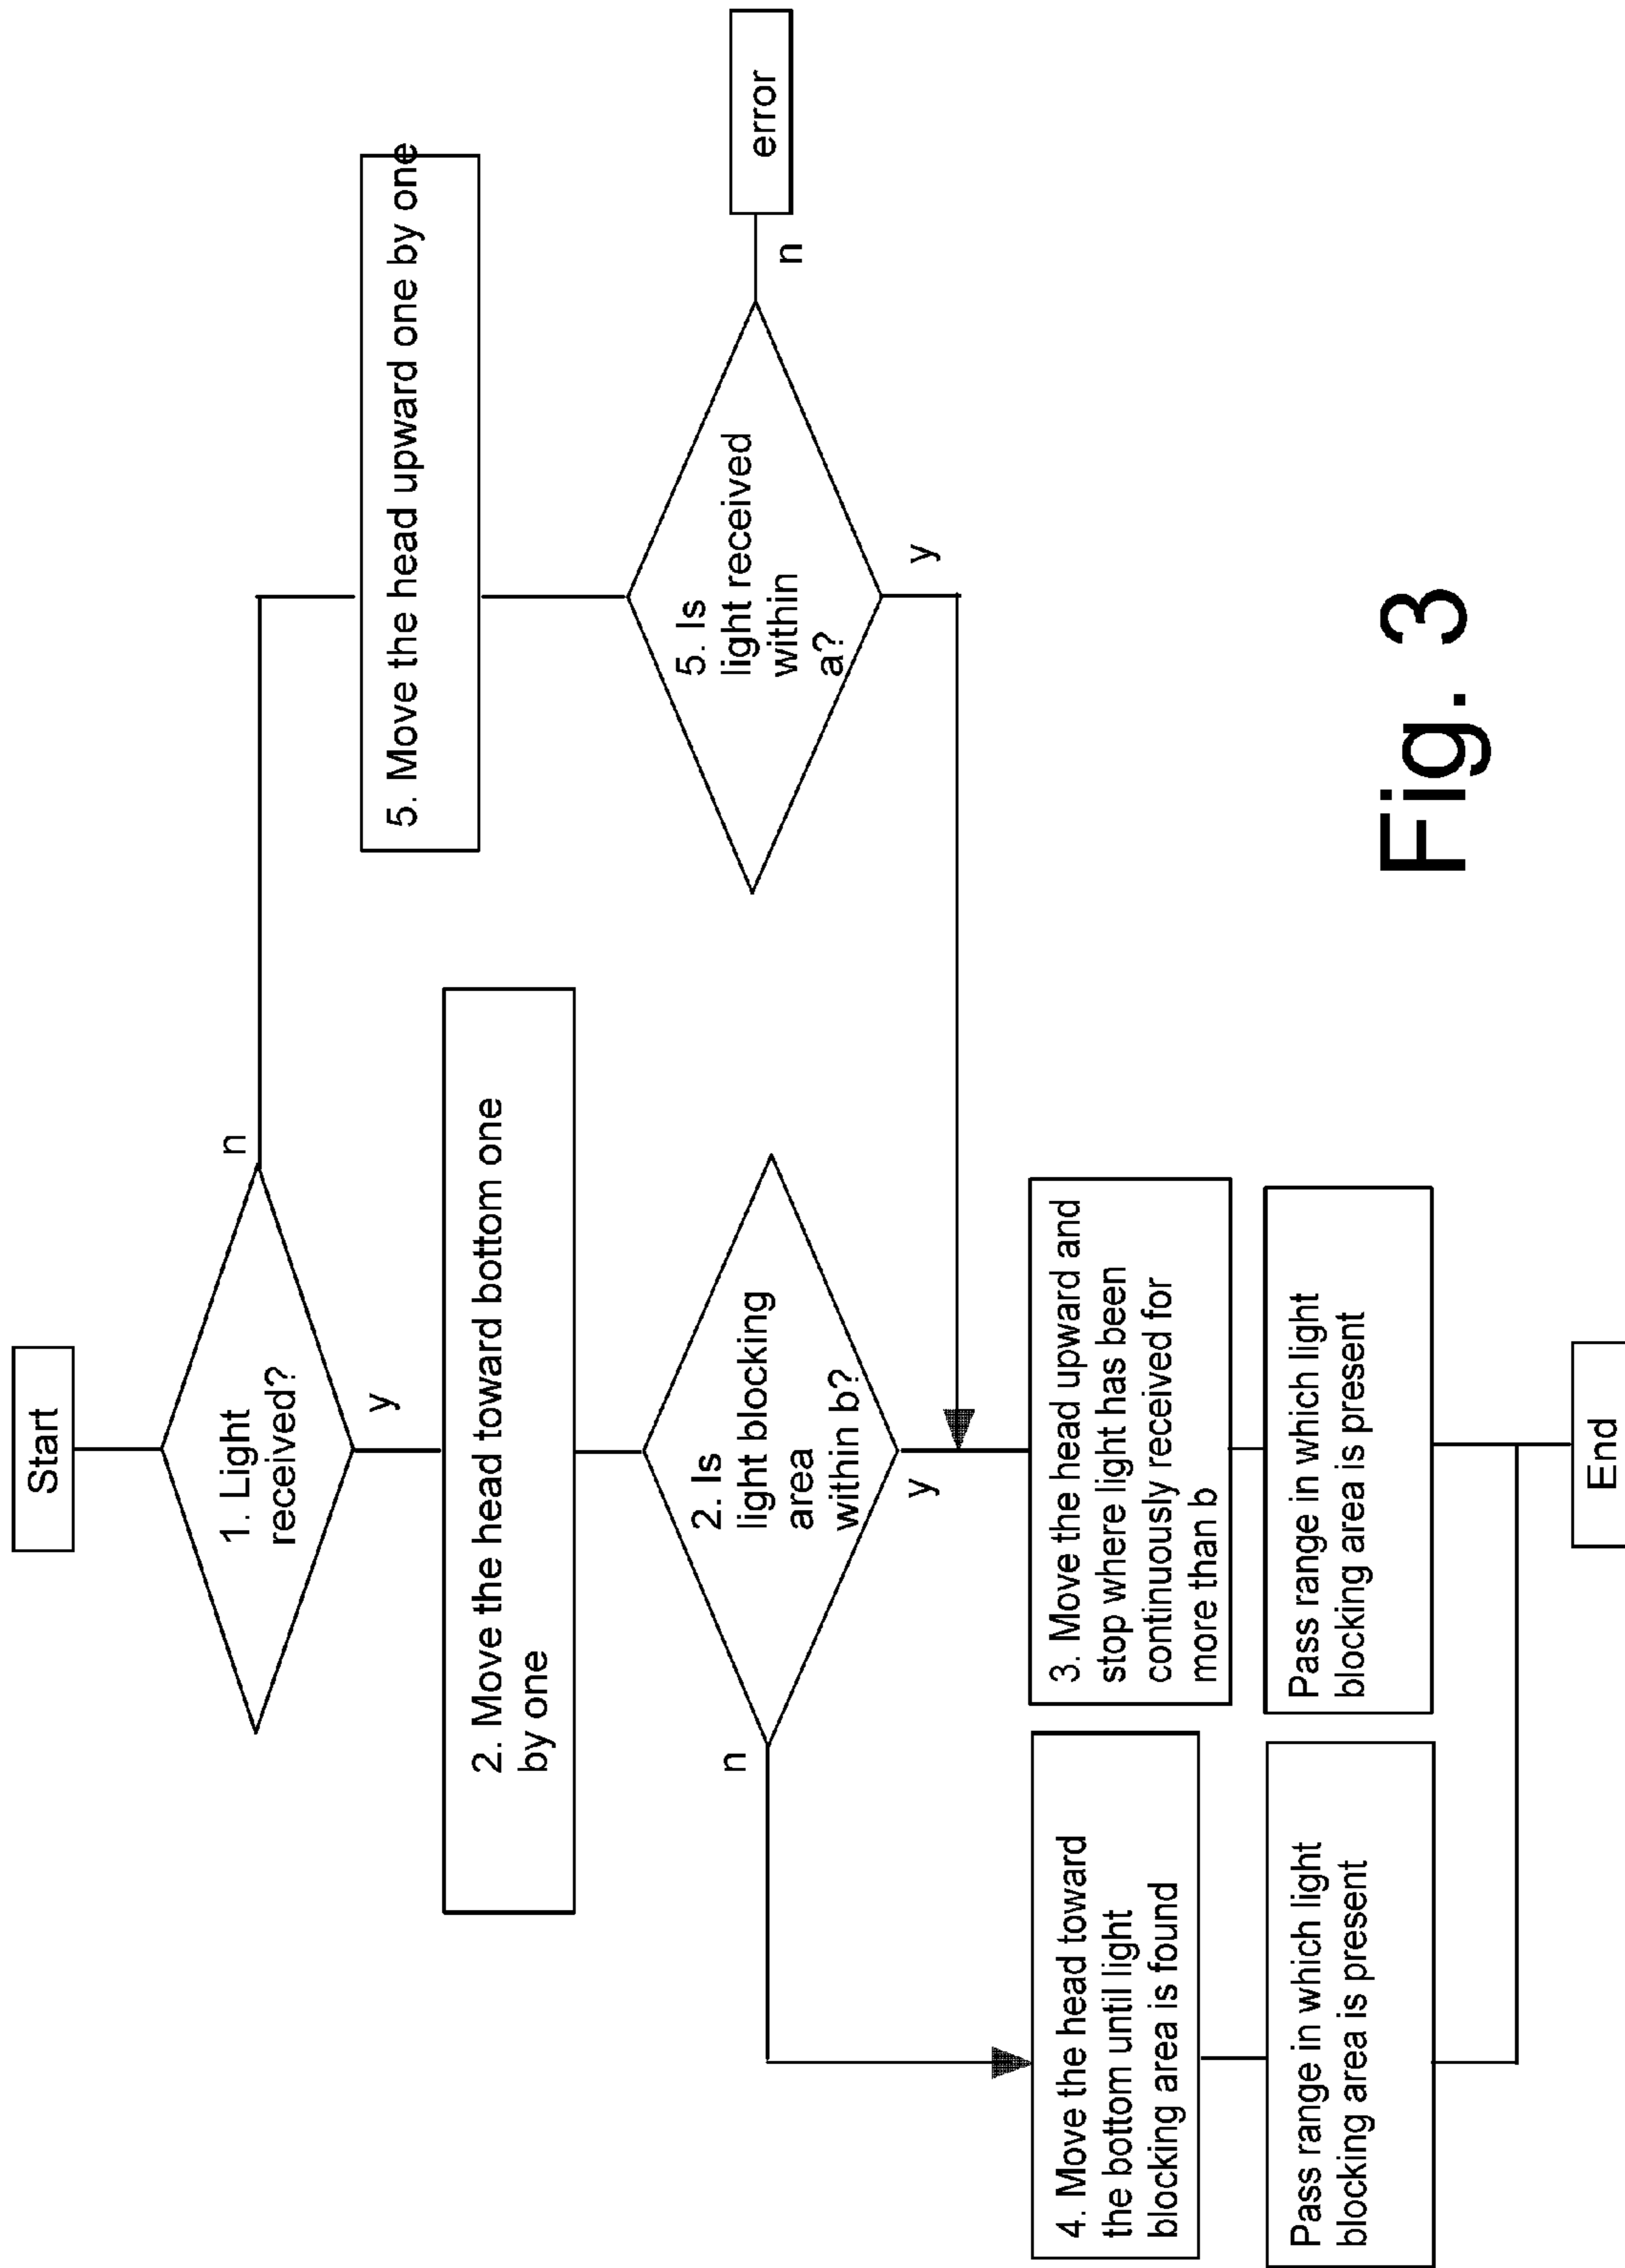 Start
1. Light
received?
n
y
5. Move the head upward one by one
2. Move the head toward bottom one
by one
5. Is
light received
within
a?
n
error
y
2. Is
light blocking
area
within b?
n
y
4. Move the head toward
the bottom until light
blocking area is found
3. Move the head upward and
stop where light has been
continuously received for
more than b
Pass range in which light
blocking area is present
Pass range in which light
blocking area is present
End
Fig. 3